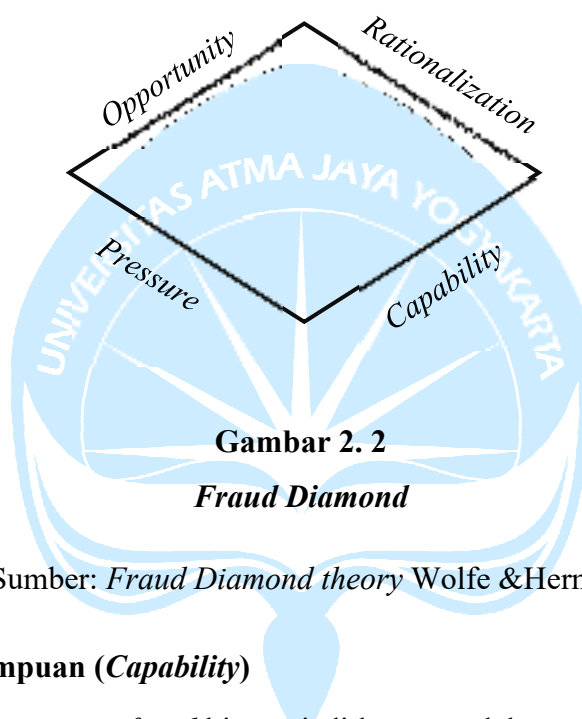 Opportunity
Rationalization
Pressure
Capability
UNIVERSITAS ATMA JAYA YOGYAKARTA
Gambar 2. 2
Fraud Diamond
Sumber: Fraud Diamond theory Wolfe &Hern
mpuan (Capability)